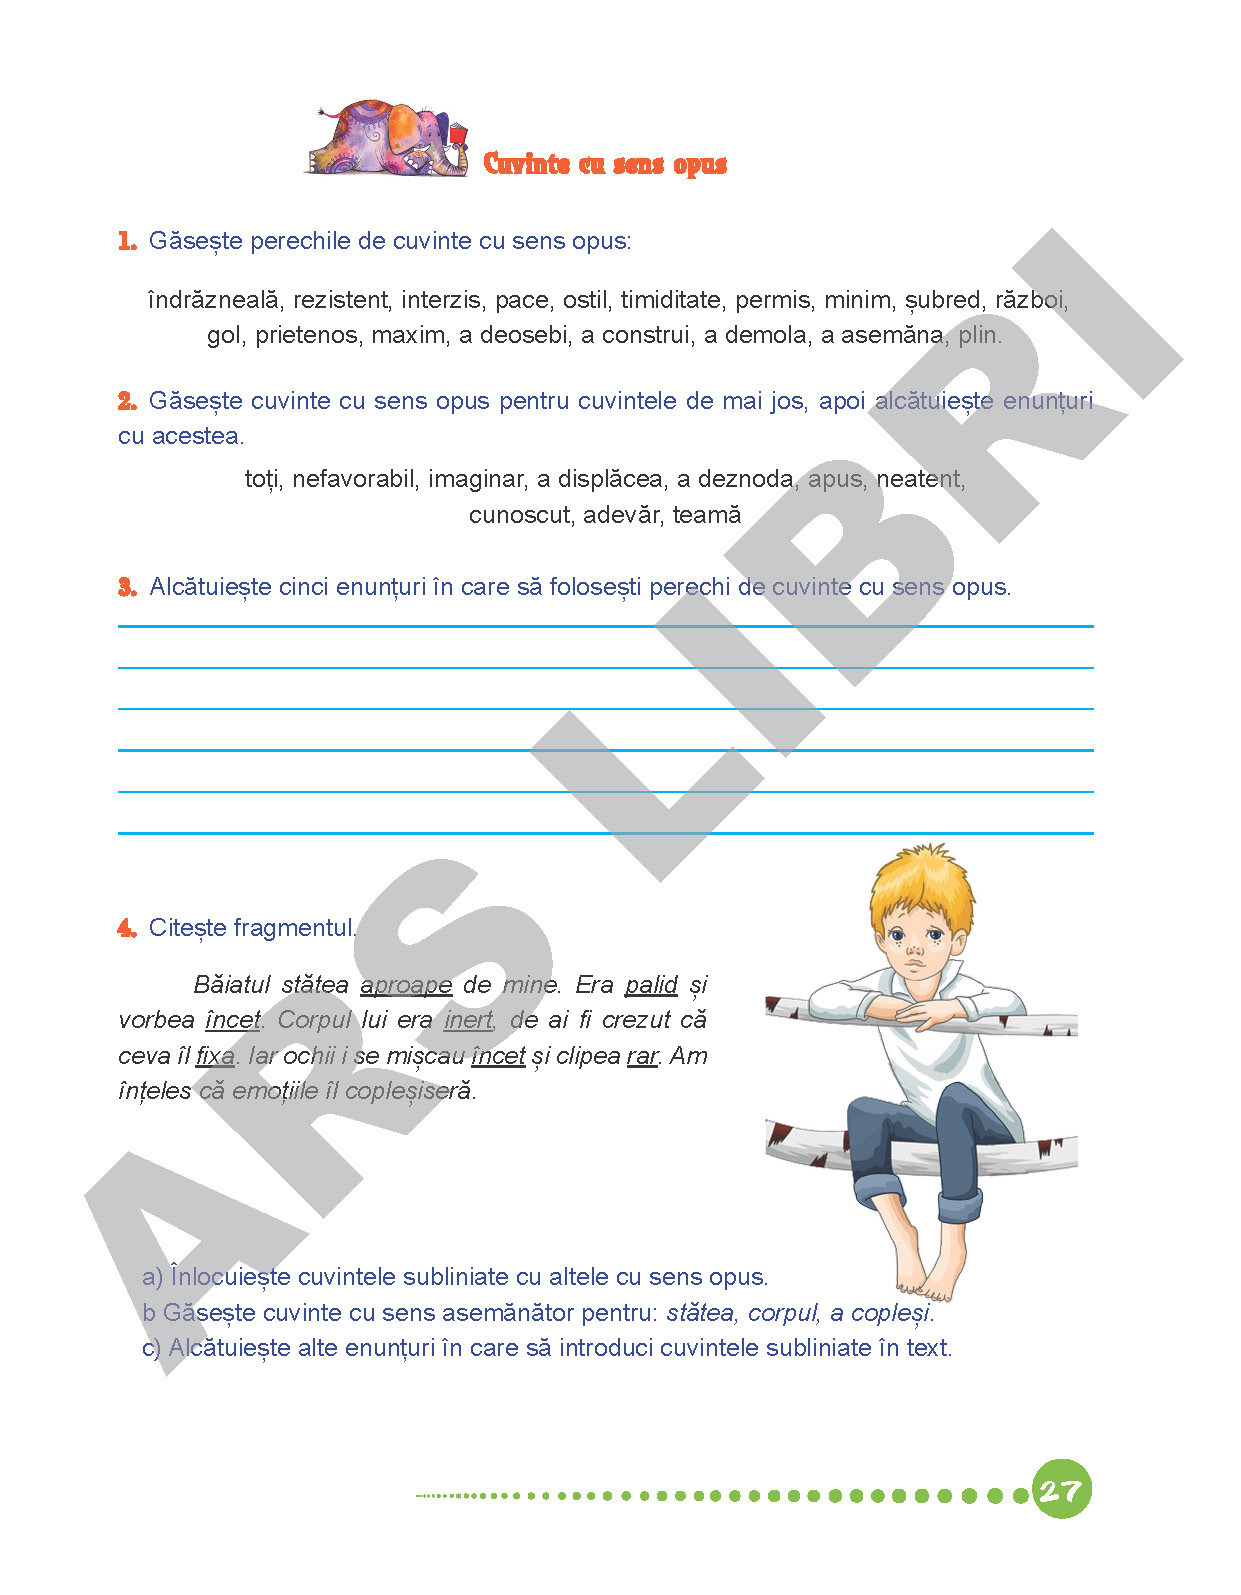 Cuvinte cu sens opus
1. Găsește perechile de cuvinte cu sens opus:
îndrăzneală, rezistent, interzis, pace, ostil, timiditate, permis, minim, șubred, război,
gol, prietenos, maxim, a deosebi, a construi, a demola, a asemăna, plin.
2. Găsește cuvinte cu sens opus pentru cuvintele de mai jos, apoi alcătuiește enunțuri
cu acestea.
toți, nefavorabil, imaginar, a displăcea, a deznoda, apus, neatent,
cunoscut, adevăr, teamă
3. Alcătuiește cinci enunțuri în care să folosești perechi de cuvinte cu sens opus.
4. Citește fragmentul.
Băiatul stătea aproape de mine. Era palid și
vorbea încet. Corpul lui era inert, de ai fi crezut că
ceva îl fixa. Iar ochii i se mișcau încet și clipea rar. Am
înțeles că emoțiile îl copleșiseră.
a) Înlocuiește cuvintele subliniate cu altele cu sens opus.
b Găsește cuvinte cu sens asemănător pentru: stătea, corpul, a copleși.
c) Alcătuiește alte enunțuri în care să introduci cuvintele subliniate în text.
27
ARS LIBRI